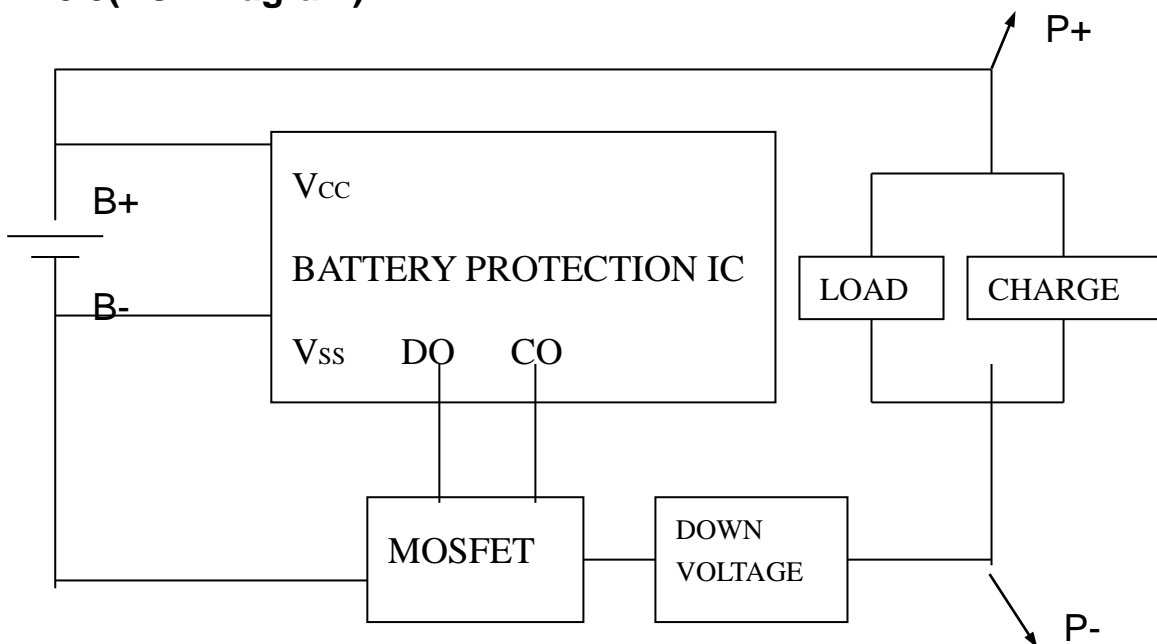 P+
Vcc
B+
BATTERY PROTECTION IC
LOAD
CHARGE
B-
Vss DO CO
MOSFET
DOWN
VOLTAGE
P-